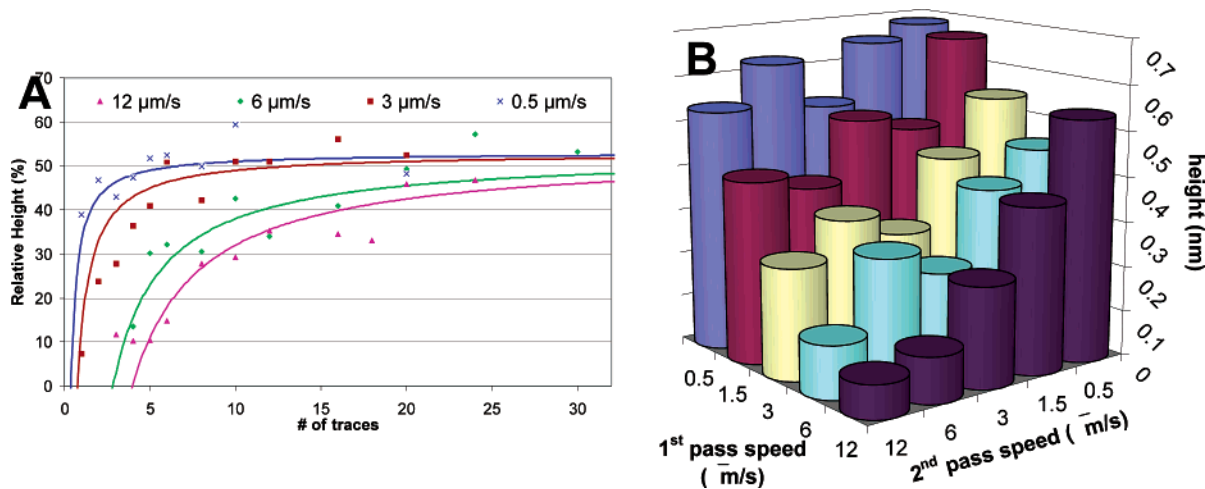 A
12 µm/s
6 µm/s
3 µm/s
0.5 µm/s
Relative Height (%)
70
60
50
40
30
20
10
0
0
5
10
15
20
25
30
# of traces
B
0.7
0.6
0.5
0.4
0.3
0.2
0.1
0
height (nm)
0.5
1.5
3
6
12
1st pass speed
( ¯m/s)
12
6
3
1.5
0.5
2nd pass speed ( ¯m/s)